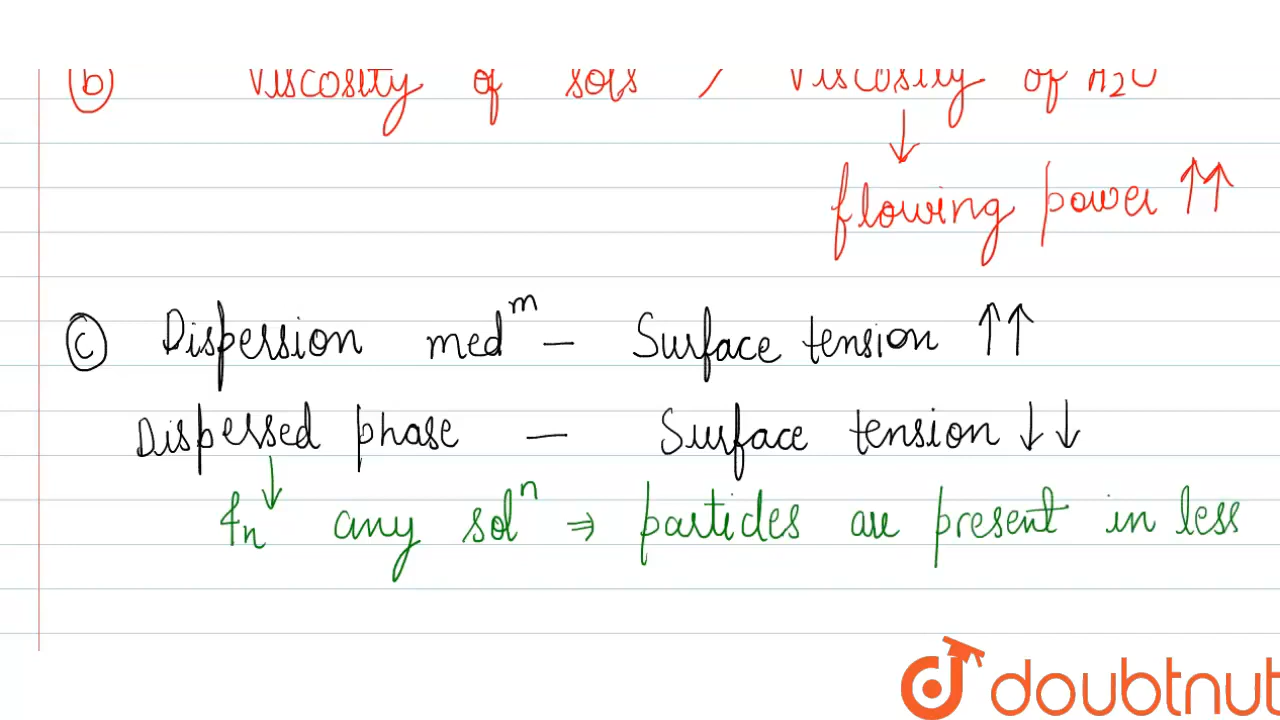 (b) Viscosity of sols / Viscosity of H2O
↓
flowing power ↑↑
(c) Dispersion medᵐ – Surface tension ↑↑
Dispersed phase – Surface tension ↓↓
↓
In any solⁿ ⇒ particles are present in less
doubtnut